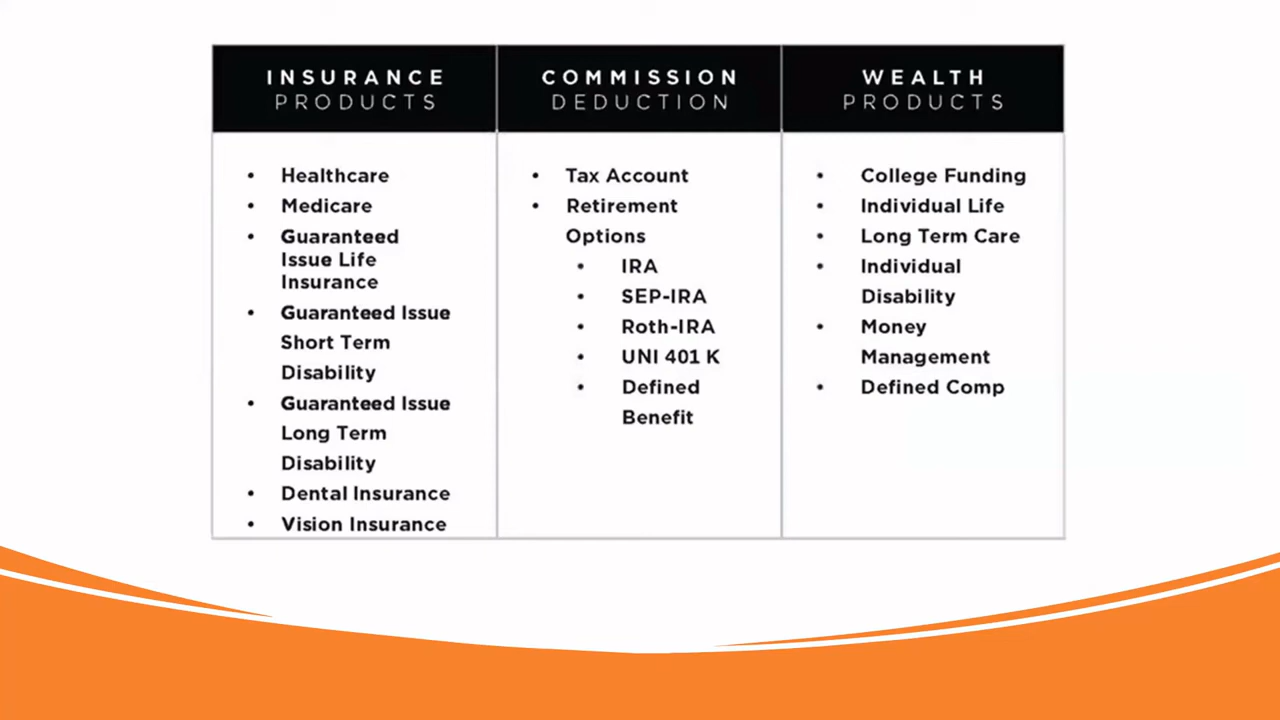 INSURANCE
PRODUCTS
• Healthcare
• Medicare
• Guaranteed
Issue Life
Insurance
• Guaranteed Issue
Short Term
Disability
• Guaranteed Issue
Long Term
Disability
• Dental Insurance
• Vision Insurance
COMMISSION
DEDUCTION
• Tax Account
• Retirement
Options
• IRA
• SEP-IRA
• Roth-IRA
• UNI 401 K
• Defined
Benefit
WEALTH
PRODUCTS
• College Funding
• Individual Life
• Long Term Care
• Individual
Disability
• Money
Management
• Defined Comp